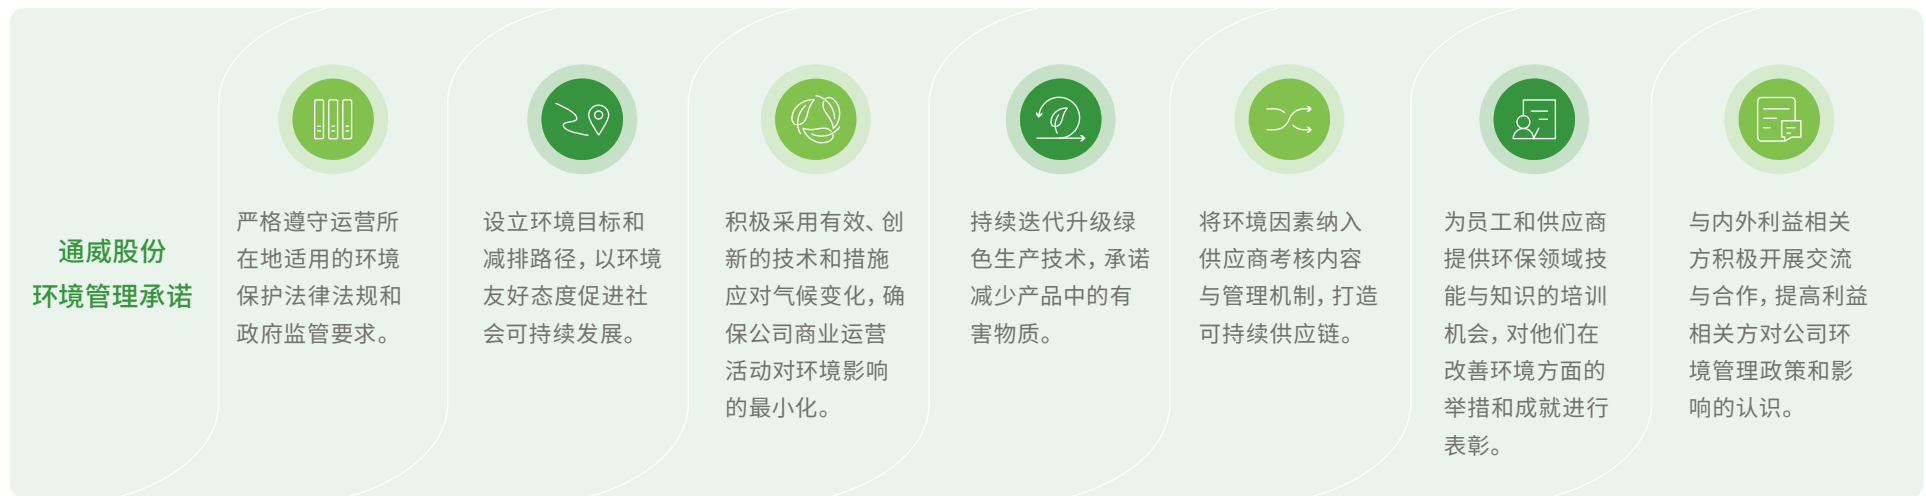 通威股份
环境管理承诺
严格遵守运营所
在地适用的环境
保护法律法规和
政府监管要求。
设立环境目标和
减排路径，以环境
友好态度促进社
会可持续发展。
积极采用有效、创
新的技术和措施
应对气候变化，确
保公司商业运营
活动对环境影响
的最小化。
持续迭代升级绿
色生产技术，承诺
减少产品中的有
害物质。
将环境因素纳入
供应商考核内容
与管理机制，打造
可持续供应链。
为员工和供应商
提供环保领域技
能与知识的培训
机会，对他们在
改善环境方面的
举措和成就进行
表彰。
与内外利益相关
方积极开展交流
与合作，提高利益
相关方对公司环
境管理政策和影
响的认识。